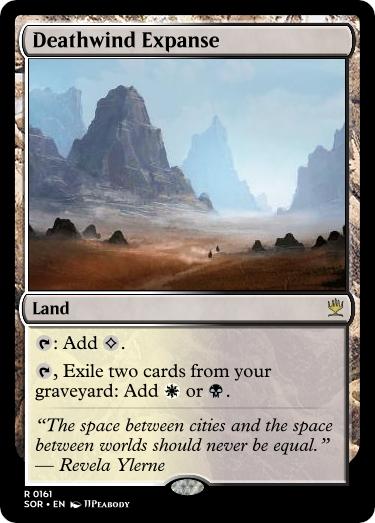 Deathwind Expanse
Land
: Add .
, Exile two cards from your
graveyard: Add or .
“The space between cities and the space
between worlds should never be equal.”
— Revela Ylerne
R 0161
SOR • EN JJPEABODY